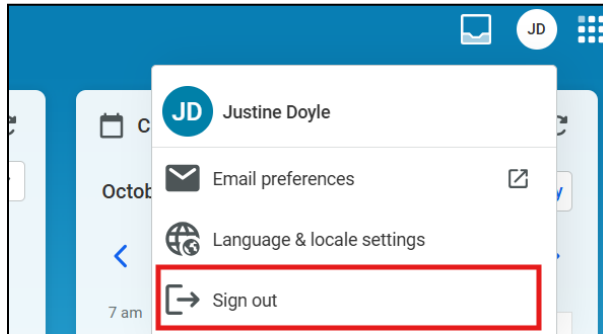 JD
JD Justine Doyle
C
Octob
Email preferences
y
Language & locale settings
7 am
Sign out